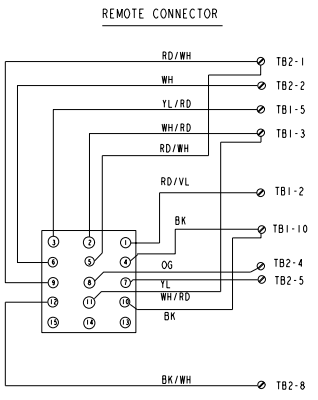 REMOTE CONNECTOR
RD/WH TB2-1
WH TB2-2
YL/RD TB1-5
WH/RD TB1-3
RD/WH
RD/VL TB1-2
BK TB1-10
3 2 1
6 5 4
OG TB2-4
9 8 7
YL TB2-5
WH/RD
12 11 10
BK
15 14 13
BK/WH TB2-8